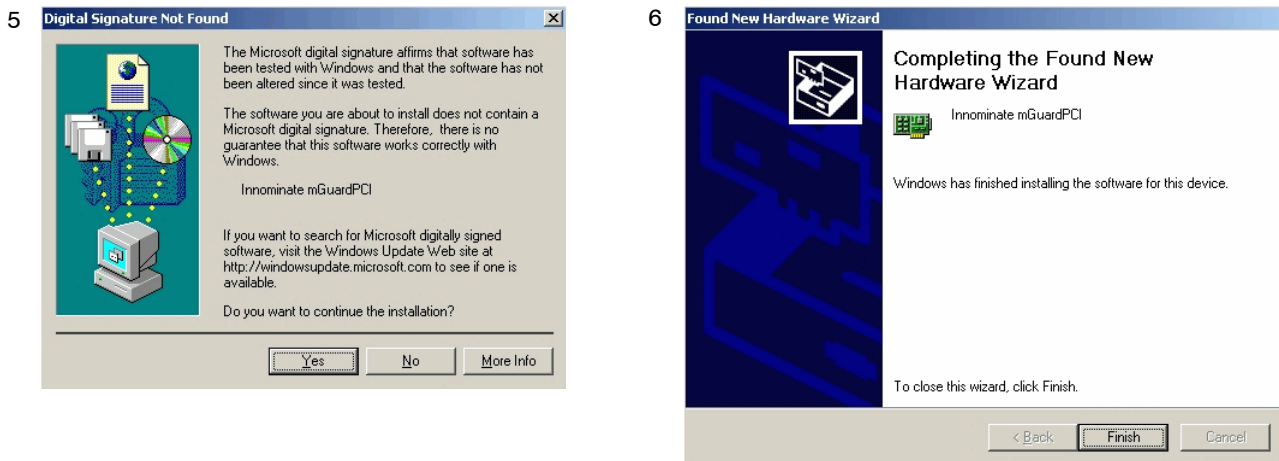 5
Digital Signature Not Found
The Microsoft digital signature affirms that software has
been tested with Windows and that the software has not
been altered since it was tested.
The software you are about to install does not contain a
Microsoft digital signature. Therefore, there is no
guarantee that this software works correctly with
Windows.
Innominate mGuardPCI
If you want to search for Microsoft digitally signed
software, visit the Windows Update Web site at
http://windowsupdate.microsoft.com to see if one is
available.
Do you want to continue the installation?
Yes No More Info
6
Found New Hardware Wizard
Completing the Found New
Hardware Wizard
Innominate mGuardPCI
Windows has finished installing the software for this device.
To close this wizard, click Finish.
< Back Finish Cancel